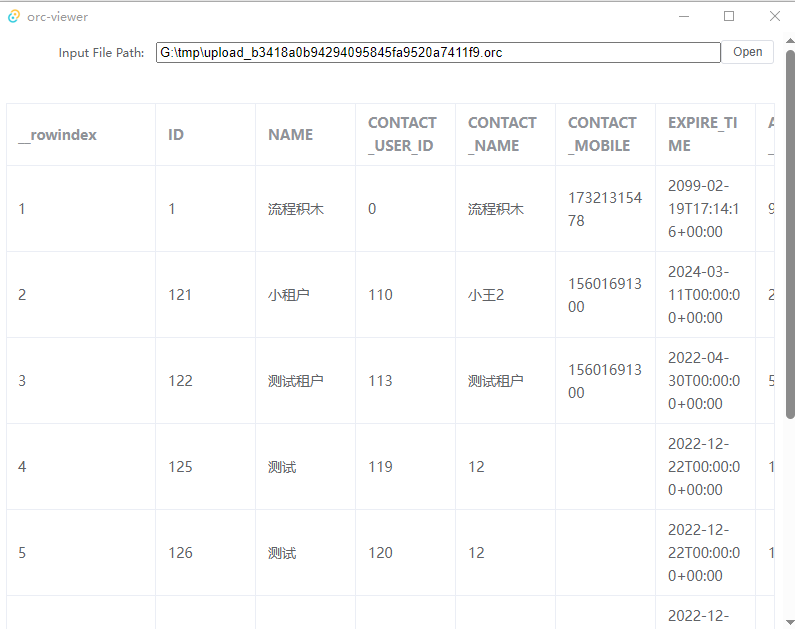 orc-viewer
Input File Path: G:\tmp\upload_b3418a0b94294095845fa9520a7411f9.orc Open
__rowindex ID NAME CONTACT_USER_ID CONTACT_NAME CONTACT_MOBILE EXPIRE_TIME
1 1 流程积木 0 流程积木 17321315478 2099-02-19T17:14:16+00:00 9
2 121 小租户 110 小王2 15601691300 2024-03-11T00:00:00+00:00 2
3 122 测试租户 113 测试租户 15601691300 2022-04-30T00:00:00+00:00 5
4 125 测试 119 12 2022-12-22T00:00:00+00:00 1
5 126 测试 120 12 2022-12-22T00:00:00+00:00 1
2022-12-